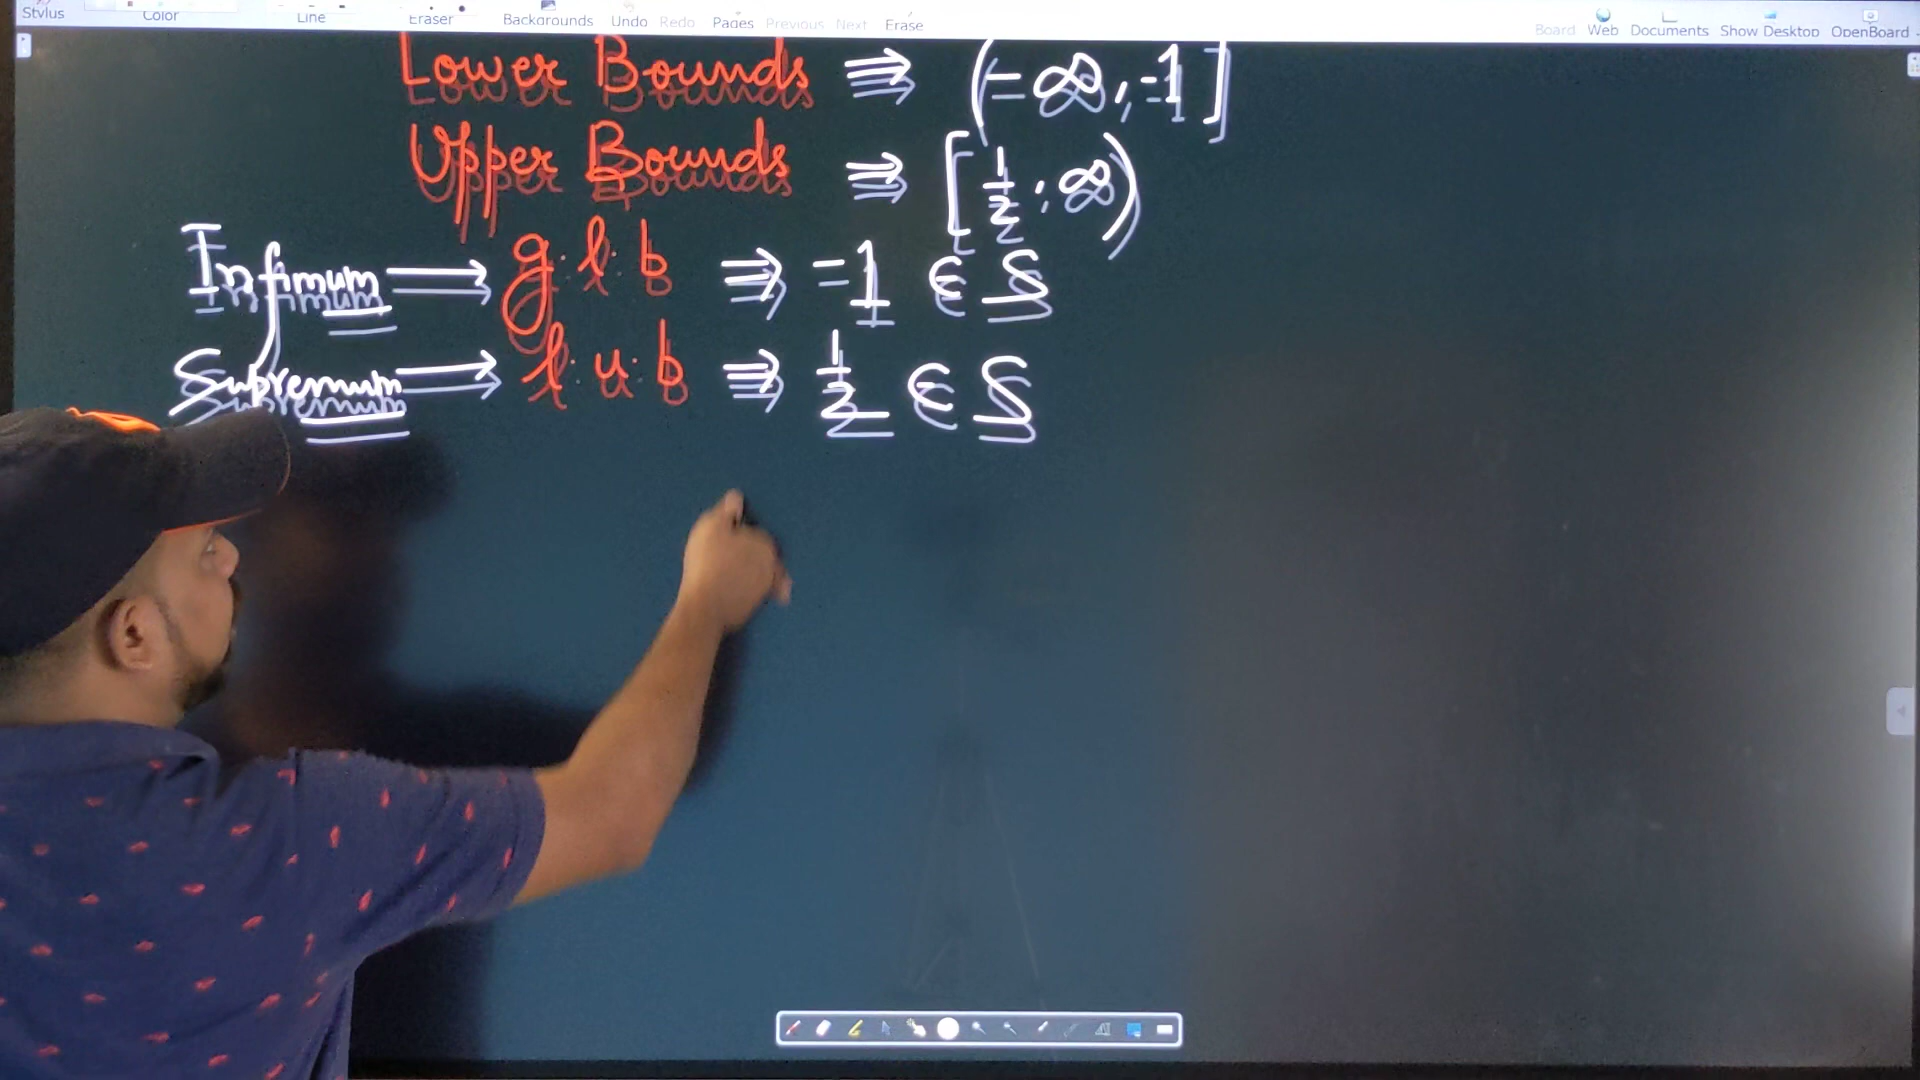 Stylus Color Line Eraser Backgrounds Undo Redo Pages Previous Next Erase Board Web Documents Show Desktop OpenBoard
Lower Bounds ⇒ (-∞, -1]
Upper Bounds ⇒ [1/2, ∞)
Infimum → g.l.b ⇒ -1 ∈ S
Supremum → l.u.b ⇒ 1/2 ∈ S